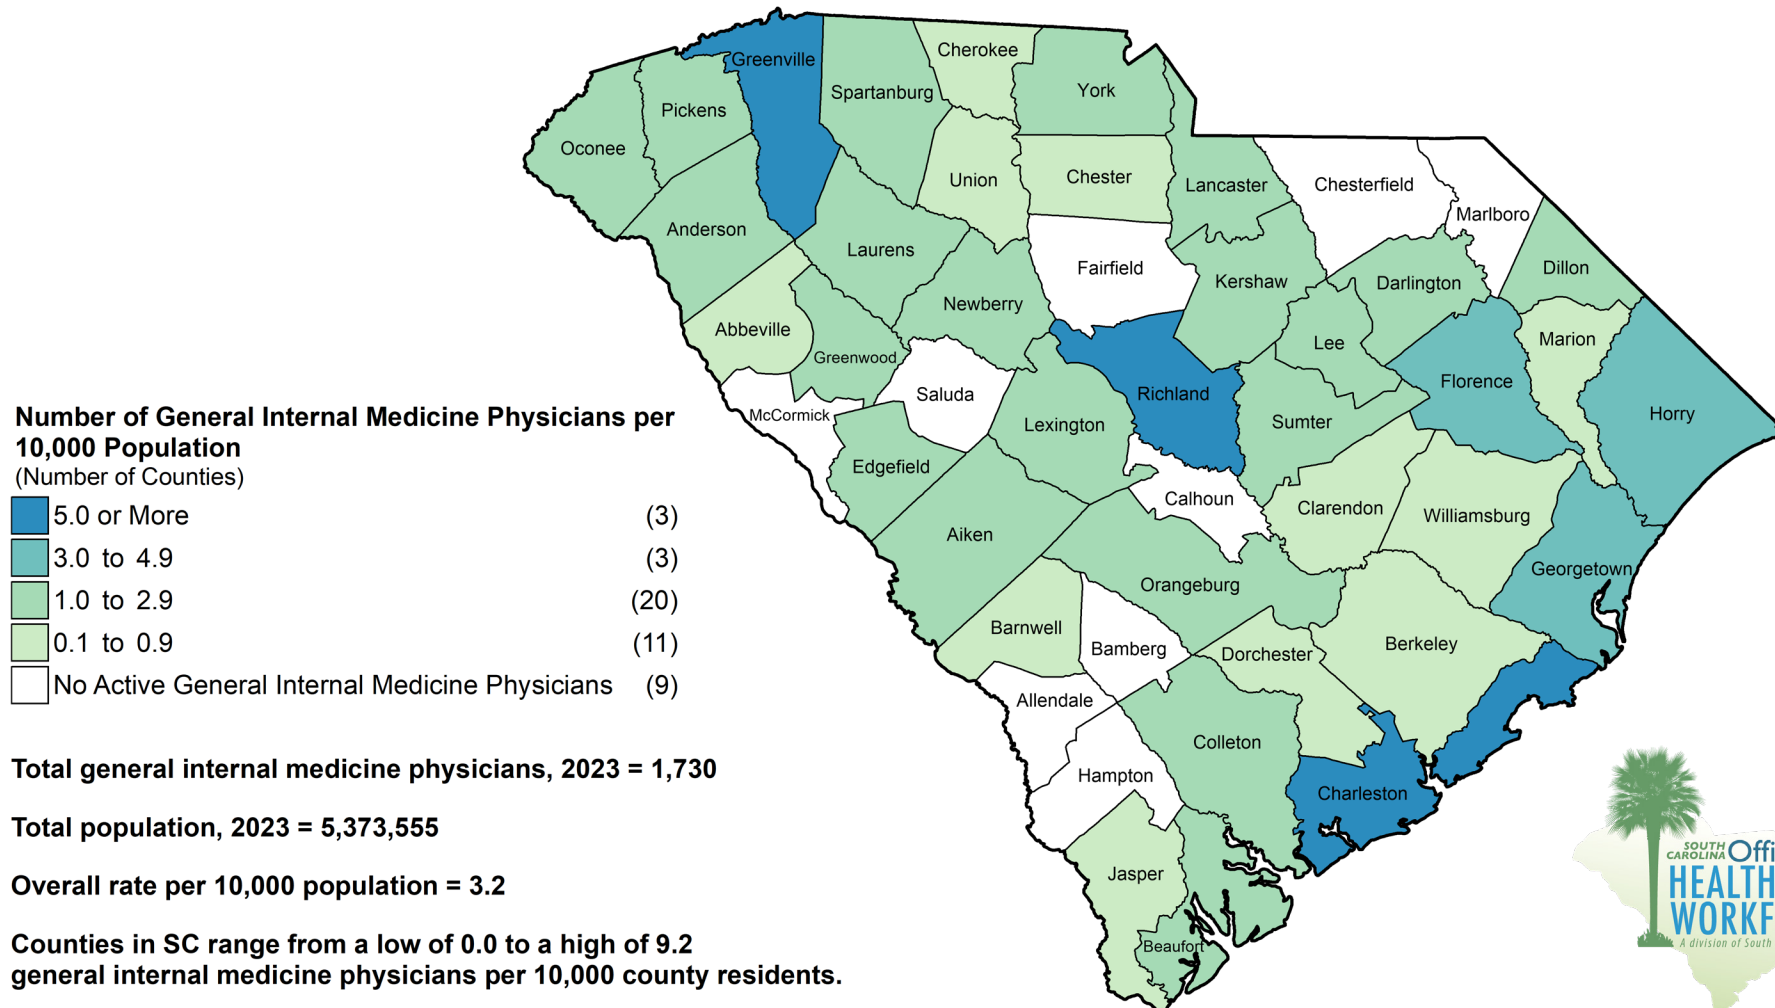 Greenville
Cherokee
Spartanburg
York
Pickens
Oconee
Union
Chester
Lancaster
Chesterfield
Marlboro
Anderson
Laurens
Fairfield
Kershaw
Darlington
Dillon
Newberry
Abbeville
Greenwood
Lee
Marion
Saluda
Richland
Florence
Horry
McCormick
Lexington
Sumter
Edgefield
Calhoun
Clarendon
Williamsburg
Aiken
Orangeburg
Georgetown
Barnwell
Bamberg
Dorchester
Berkeley
Allendale
Colleton
Hampton
Charleston
Jasper
Beaufort
Number of General Internal Medicine Physicians per
10,000 Population
(Number of Counties)
5.0 or More (3)
3.0 to 4.9 (3)
1.0 to 2.9 (20)
0.1 to 0.9 (11)
No Active General Internal Medicine Physicians (9)
Total general internal medicine physicians, 2023 = 1,730
Total population, 2023 = 5,373,555
Overall rate per 10,000 population = 3.2
Counties in SC range from a low of 0.0 to a high of 9.2
general internal medicine physicians per 10,000 county residents.
SOUTH
CAROLINA Offi
HEALTH
WORKF
A division of South